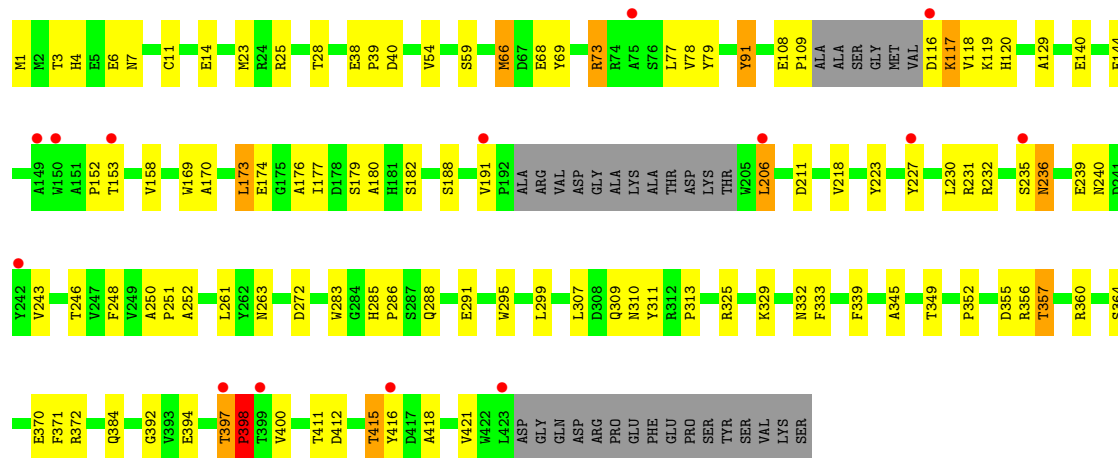 M1 M2 T3 H4 E5 E6 N7 C11 E14 M23 R24 R25 T28 E38 P39 D40 V54 S59 M66 D67 E68 Y69 R73 R74 A75 S76 L77 V78 Y79 Y91 E108 P109 ALA ALA SER GLY MET VAL D116 K117 V118 K119 H120 A129 E140
A149 W150 A151 P152 T153 V158 W169 A170 L173 E174 G175 A176 I177 D178 S179 A180 H181 S182 S188 V191 P192 ALA ARG VAL ASP GLY ALA LYS ALA THR ASP LYS THR W205 L206 D211 V218 Y223 Y227 L230 R231 R232 S235 N236 E239 N240 D241
Y242 V243 T246 V247 F248 V249 A250 P251 A252 L261 Y262 N263 D272 W283 G284 H285 P286 S287 Q288 E291 W295 L299 L307 D308 Q309 N310 Y311 R312 P313 R325 K329 N332 F333 F339 A345 T349 P352 D355 R356 T357 R360 S364
E370 F371 R372 Q384 G392 V393 E394 T397 P398 T399 V400 T411 D412 T415 Y416 D417 A418 V421 W422 L423 ASP GLY GLN ASP ARG PRO GLU PHE GLU PRO SER TYR SER VAL LYS SER